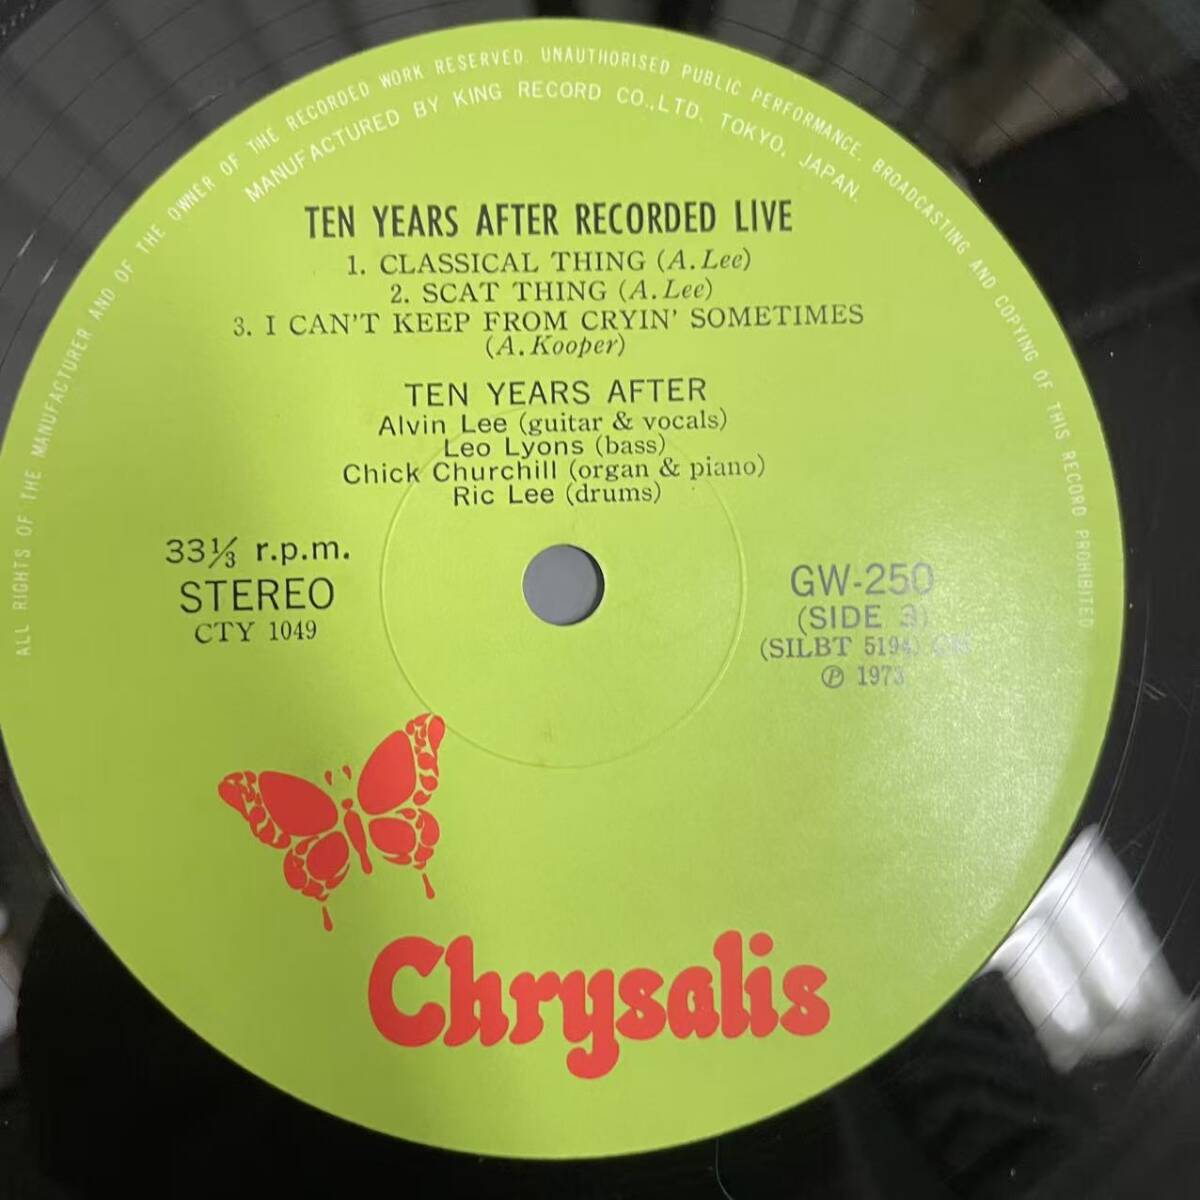 ALL RIGHTS OF THE MANUFACTURER AND OF THE OWNER OF THE RECORDED WORK RESERVED. UNAUTHORISED PUBLIC PERFORMANCE. BROADCASTING AND COPYING OF THIS RECORD PROHIBITED
MANUFACTURED BY KING RECORD CO.,LTD. TOKYO, JAPAN.
TEN YEARS AFTER RECORDED LIVE
1. CLASSICAL THING (A. Lee)
2. SCAT THING (A. Lee)
3. I CAN'T KEEP FROM CRYIN' SOMETIMES
(A. Kooper)
TEN YEARS AFTER
Alvin Lee (guitar & vocals)
Leo Lyons (bass)
Chick Churchill (organ & piano)
Ric Lee (drums)
33⅓ r.p.m.
STEREO
CTY 1049
GW-250
(SIDE 3)
(SILBT 5194)
℗ 1973
Chrysalis